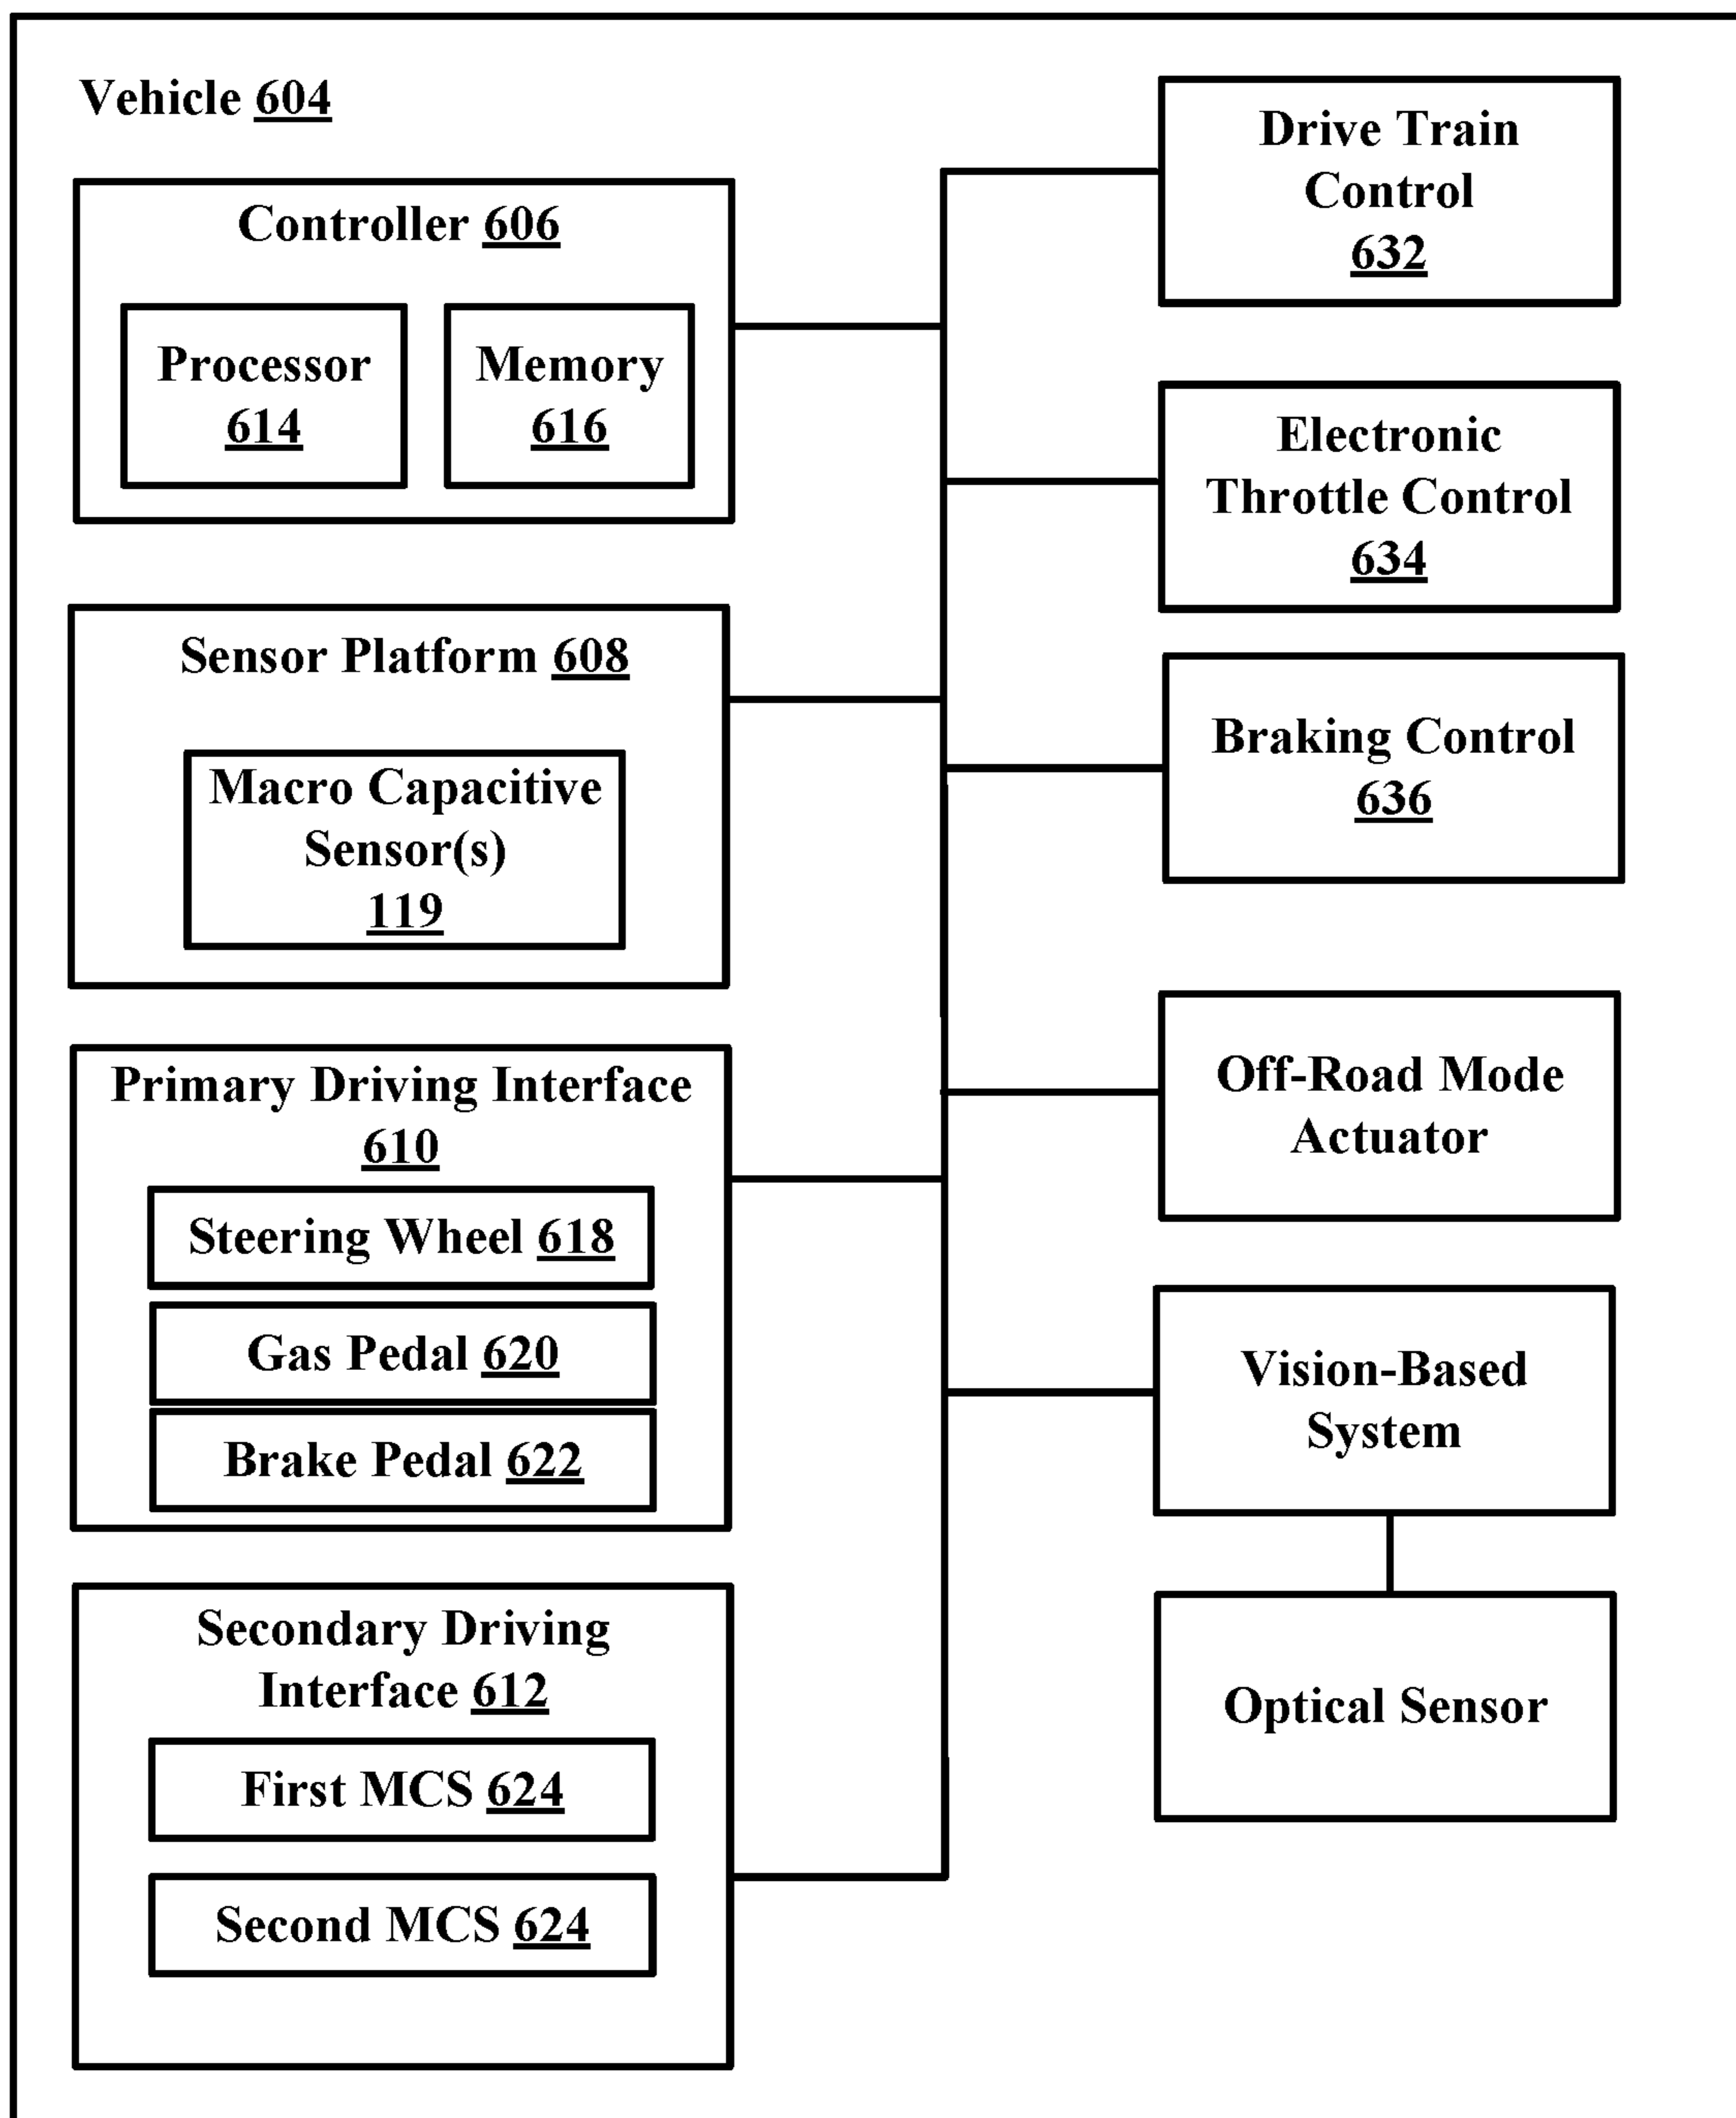 Vehicle 604
Controller 606
Processor
614
Memory
616
Sensor Platform 608
Macro Capacitive
Sensor(s)
119
Primary Driving Interface
610
Steering Wheel 618
Gas Pedal 620
Brake Pedal 622
Secondary Driving
Interface 612
First MCS 624
Second MCS 624
Drive Train
Control
632
Electronic
Throttle Control
634
Braking Control
636
Off-Road Mode
Actuator
Vision-Based
System
Optical Sensor